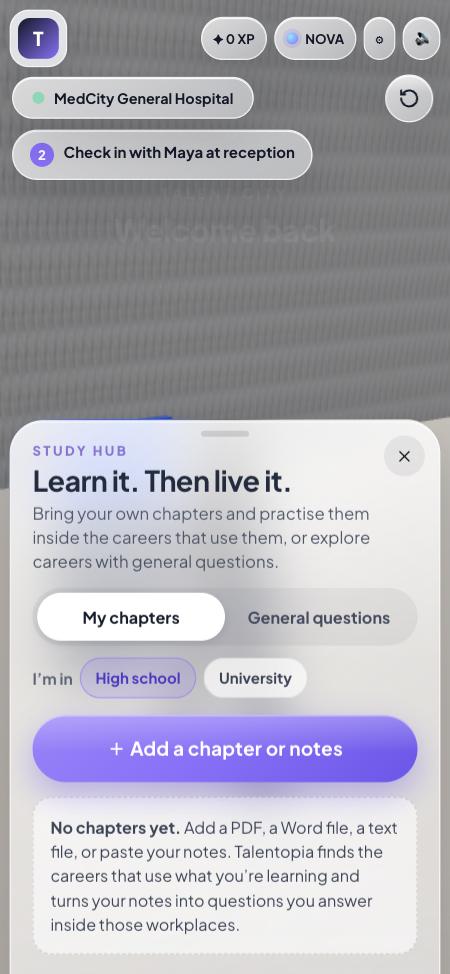 T
✦ 0 XP
NOVA
MedCity General Hospital
2 Check in with Maya at reception
Welcome back
STUDY HUB
Learn it. Then live it.
Bring your own chapters and practise them
inside the careers that use them, or explore
careers with general questions.
My chapters
General questions
I'm in
High school
University
+ Add a chapter or notes
No chapters yet. Add a PDF, a Word file, a text
file, or paste your notes. Talentopia finds the
careers that use what you're learning and
turns your notes into questions you answer
inside those workplaces.